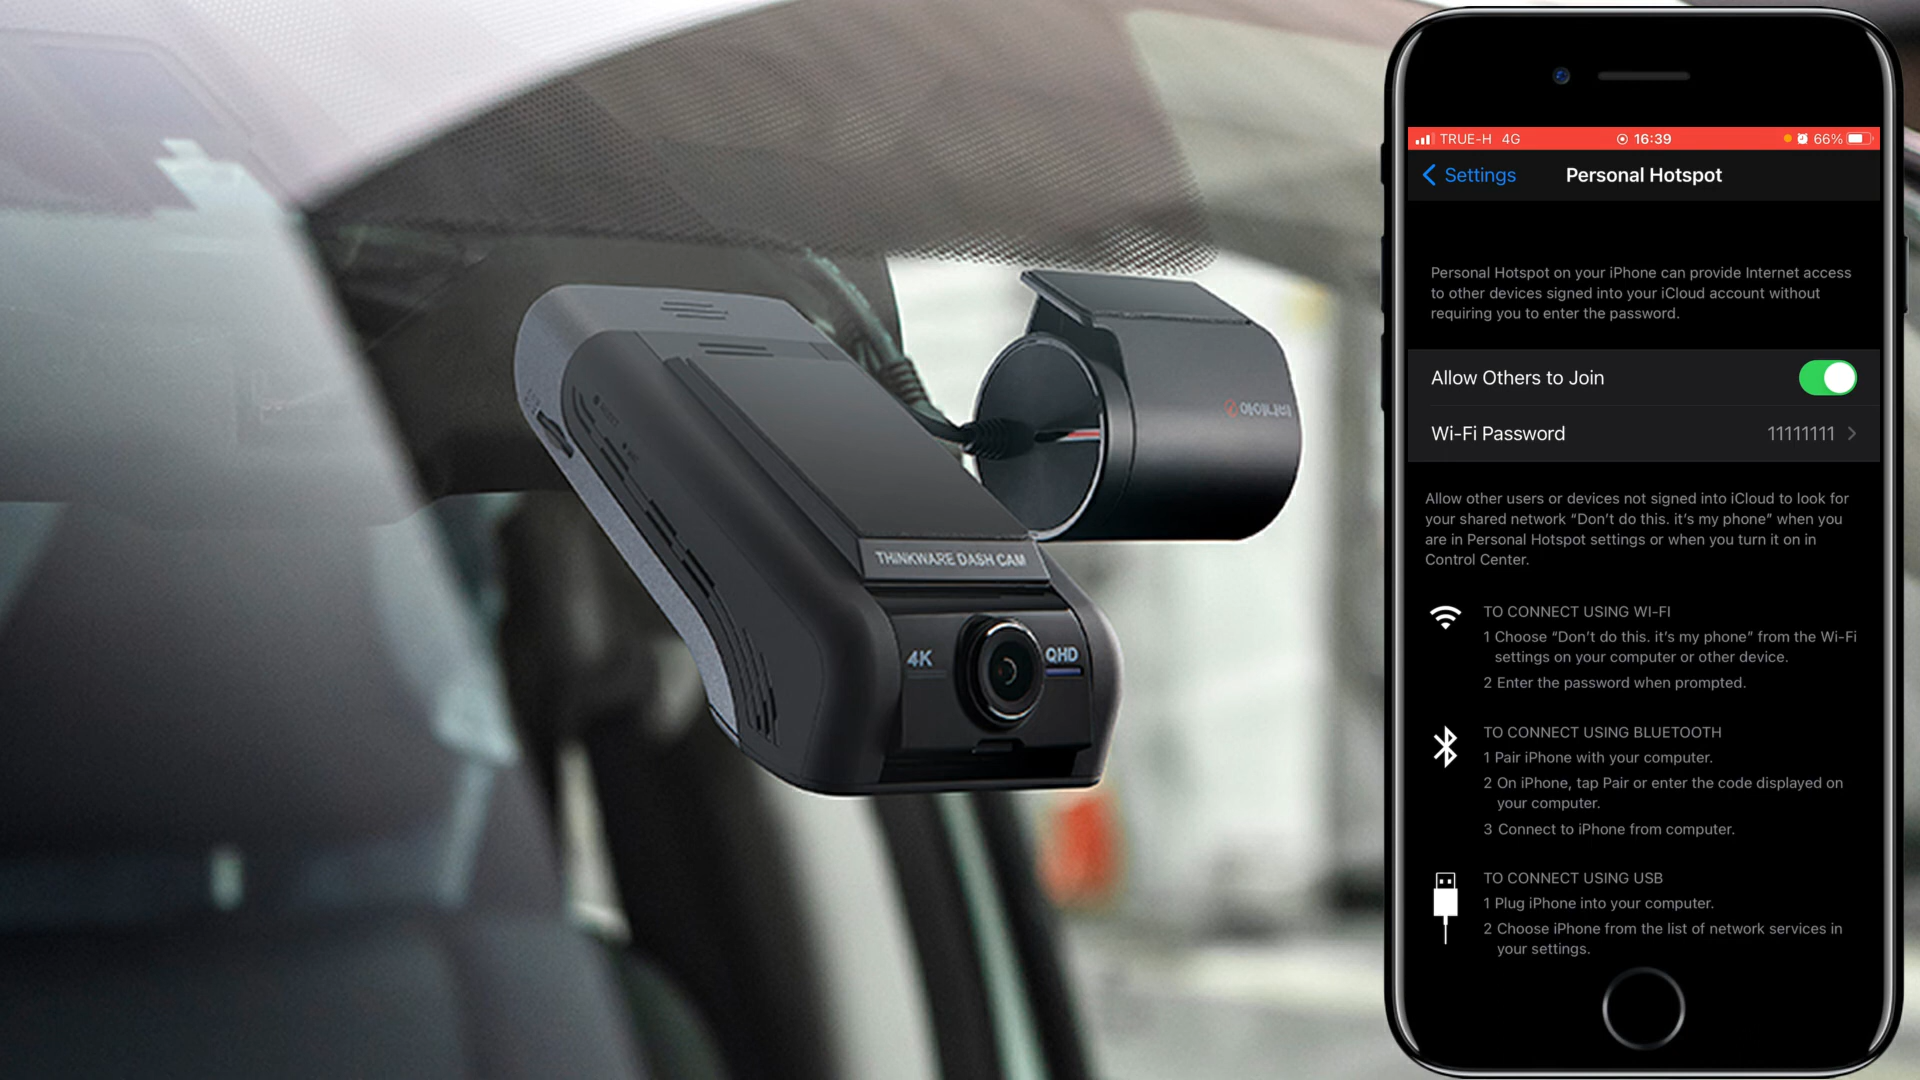 THINKWARE DASH CAM
4K
QHD
TRUE-H 4G
16:39
66%
Settings
Personal Hotspot
Personal Hotspot on your iPhone can provide Internet access
to other devices signed into your iCloud account without
requiring you to enter the password.
Allow Others to Join
Wi-Fi Password
11111111
Allow other users or devices not signed into iCloud to look for
your shared network “Don’t do this. it’s my phone” when you
are in Personal Hotspot settings or when you turn it on in
Control Center.
TO CONNECT USING WI-FI
1 Choose “Don’t do this. it’s my phone” from the Wi-Fi
settings on your computer or other device.
2 Enter the password when prompted.
TO CONNECT USING BLUETOOTH
1 Pair iPhone with your computer.
2 On iPhone, tap Pair or enter the code displayed on
your computer.
3 Connect to iPhone from computer.
TO CONNECT USING USB
1 Plug iPhone into your computer.
2 Choose iPhone from the list of network services in
your settings.